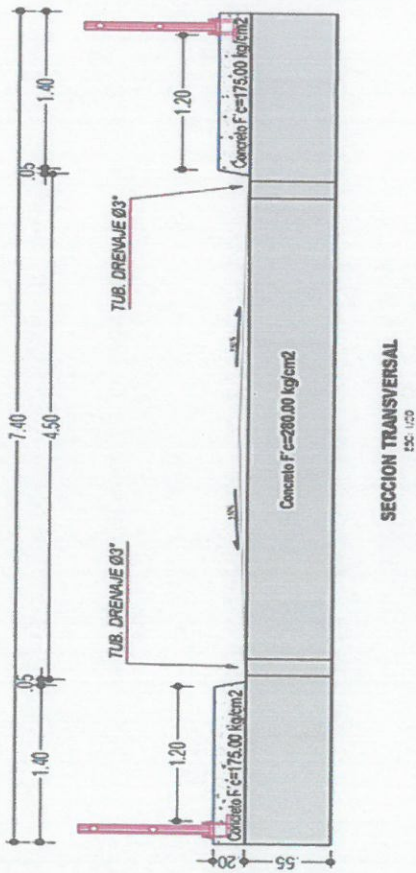 7.40
1.40
.05
4.50
.05
1.40
TUB. DRENAJE Ø3"
TUB. DRENAJE Ø3"
1.20
1.20
Concreto F'c=175.00 kg/cm2
Concreto F'c=175.00 kg/cm2
.20
.55
Concreto F'c=280.00 kg/cm2
SECCION TRANSVERSAL